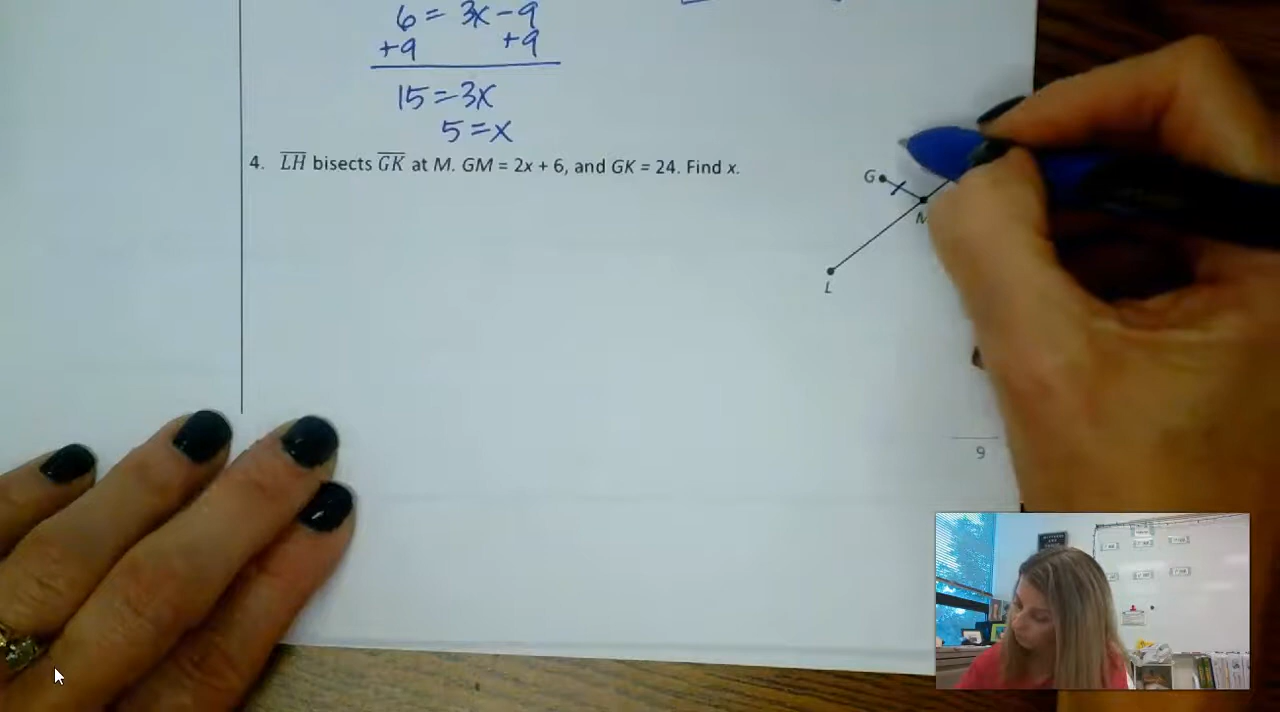 6 = 3x - 9
+9 +9
15 = 3x
5 = x
4. LH bisects GK at M. GM = 2x + 6, and GK = 24. Find x.
G
M
L
9